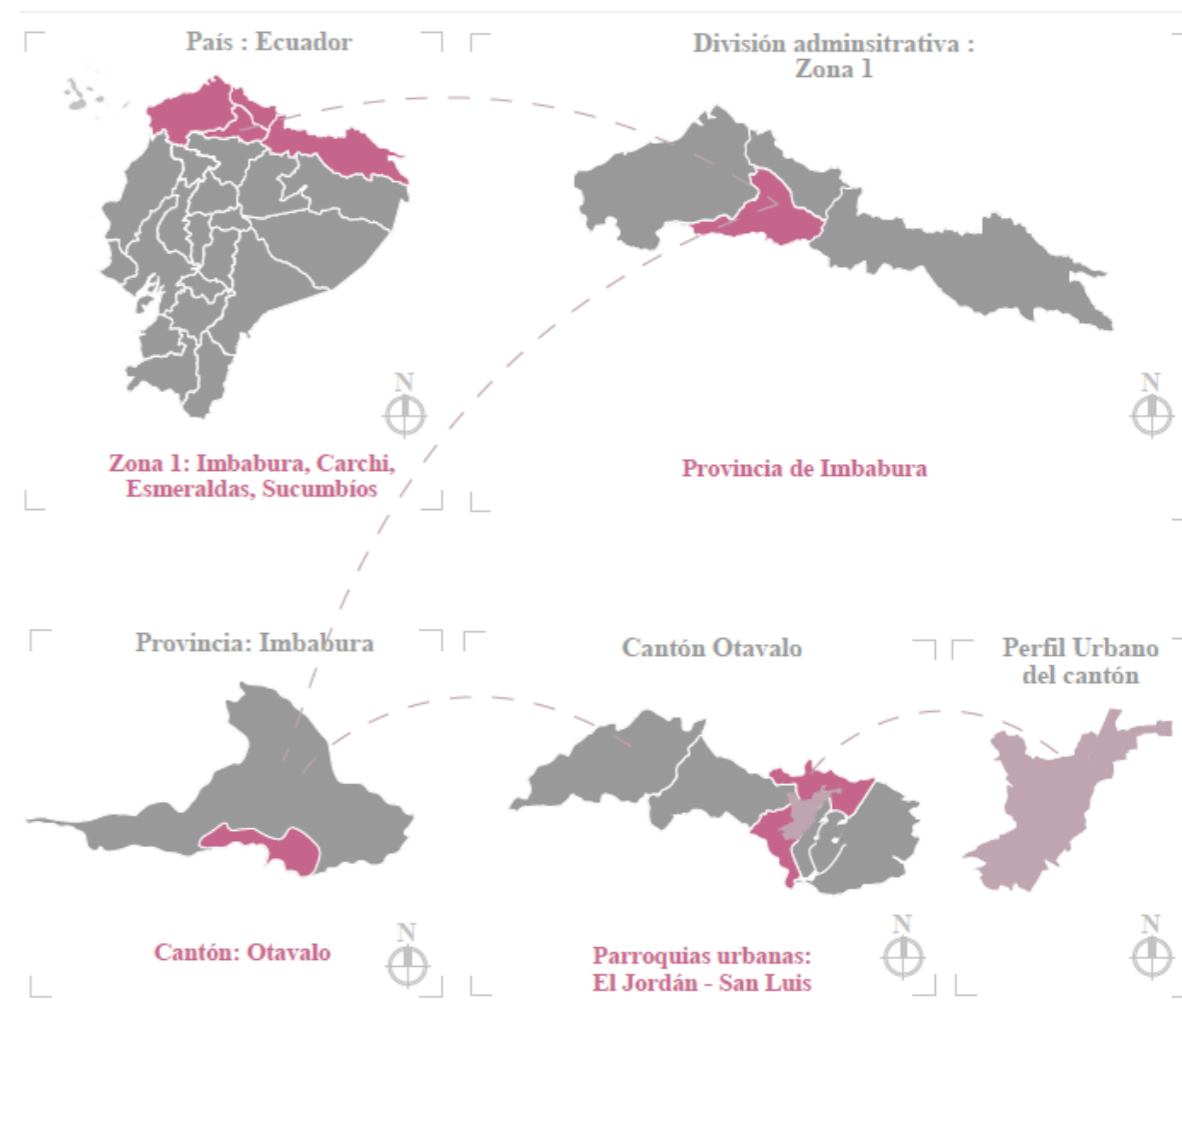 País : Ecuador
División adminsitrativa :
Zona 1
N
N
Zona 1: Imbabura, Carchi,
Esmeraldas, Sucumbíos
Provincia de Imbabura
Provincia: Imbabura
Cantón Otavalo
Perfil Urbano
del cantón
N
N
N
Cantón: Otavalo
Parroquias urbanas:
El Jordán - San Luis